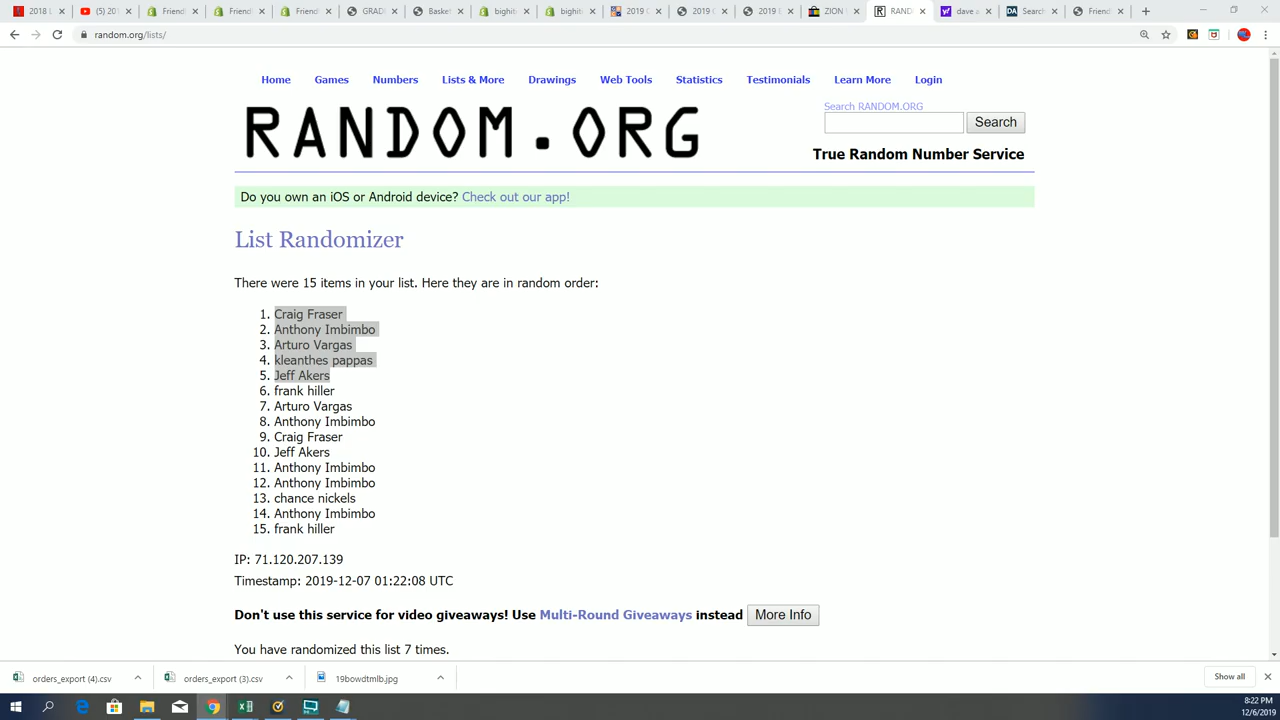 2018 L
(5) 201
Friendl
Friendl
Friendl
GRAD
Basket
bighit
bighit
2019 C
2019 C
2019 I
ZION
RAND
dave a
Search
Friend
random.org/lists/
Home Games Numbers Lists & More Drawings Web Tools Statistics Testimonials Learn More Login
RANDOM.ORG
Search RANDOM.ORG
Search
True Random Number Service
Do you own an iOS or Android device? Check out our app!
List Randomizer
There were 15 items in your list. Here they are in random order:
1. Craig Fraser
2. Anthony Imbimbo
3. Arturo Vargas
4. kleanthes pappas
5. Jeff Akers
6. frank hiller
7. Arturo Vargas
8. Anthony Imbimbo
9. Craig Fraser
10. Jeff Akers
11. Anthony Imbimbo
12. Anthony Imbimbo
13. chance nickels
14. Anthony Imbimbo
15. frank hiller
IP: 71.120.207.139
Timestamp: 2019-12-07 01:22:08 UTC
Don't use this service for video giveaways! Use Multi-Round Giveaways instead More Info
You have randomized this list 7 times.
orders_export (4).csv
orders_export (3).csv
19bowdtmlb.jpg
Show all
8:22 PM
12/6/2019